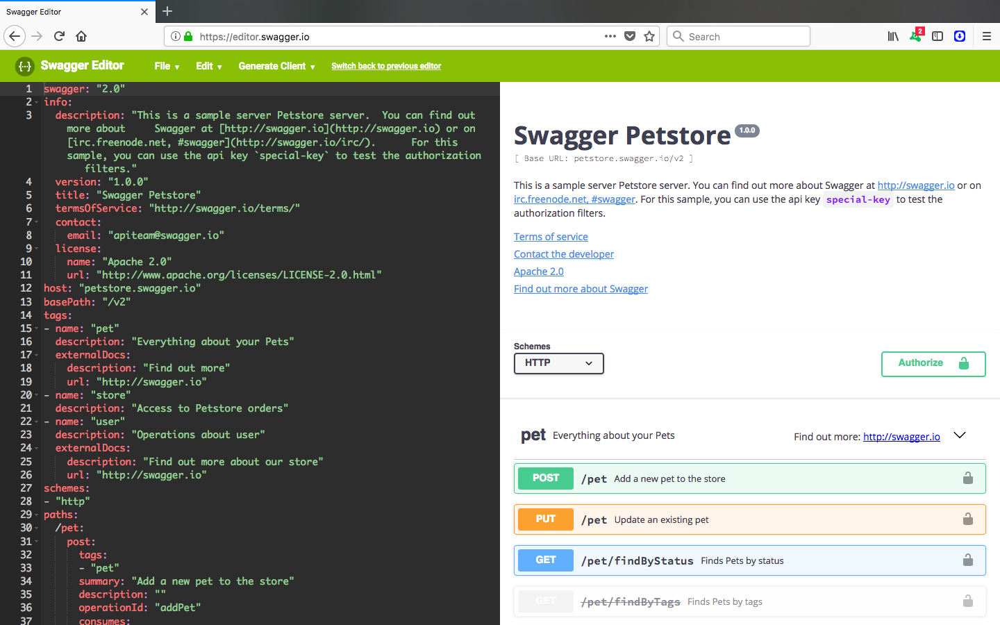 Swagger Editor
https://editor.swagger.io
Search
2
{...} Swagger Editor File Edit Generate Client Switch back to previous editor
1 swagger: "2.0"
2 info:
3 description: "This is a sample server Petstore server.  You can find out
more about     Swagger at [http://swagger.io](http://swagger.io) or on
[irc.freenode.net, #swagger](http://swagger.io/irc/).      For this
sample, you can use the api key `special-key` to test the authorization
filters."
4 version: "1.0.0"
5 title: "Swagger Petstore"
6 termsOfService: "http://swagger.io/terms/"
7 contact:
8 email: "apiteam@swagger.io"
9 license:
10 name: "Apache 2.0"
11 url: "http://www.apache.org/licenses/LICENSE-2.0.html"
12 host: "petstore.swagger.io"
13 basePath: "/v2"
14 tags:
15 - name: "pet"
16 description: "Everything about your Pets"
17 externalDocs:
18 description: "Find out more"
19 url: "http://swagger.io"
20 - name: "store"
21 description: "Access to Petstore orders"
22 - name: "user"
23 description: "Operations about user"
24 externalDocs:
25 description: "Find out more about our store"
26 url: "http://swagger.io"
27 schemes:
28 - "http"
29 paths:
30 /pet:
31 post:
32 tags:
33 - "pet"
34 summary: "Add a new pet to the store"
35 description: ""
36 operationId: "addPet"
37 consumes:
Swagger Petstore 1.0.0
[ Base URL: petstore.swagger.io/v2 ]
This is a sample server Petstore server. You can find out more about Swagger at http://swagger.io or on
irc.freenode.net, #swagger. For this sample, you can use the api key special-key to test the
authorization filters.
Terms of service
Contact the developer
Apache 2.0
Find out more about Swagger
Schemes
HTTP
Authorize
pet Everything about your Pets Find out more: http://swagger.io
POST /pet Add a new pet to the store
PUT /pet Update an existing pet
GET /pet/findByStatus Finds Pets by status
GET /pet/findByTags Finds Pets by tags